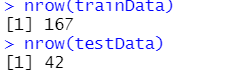 > nrow(trainData)
[1] 167
> nrow(testData)
[1] 42